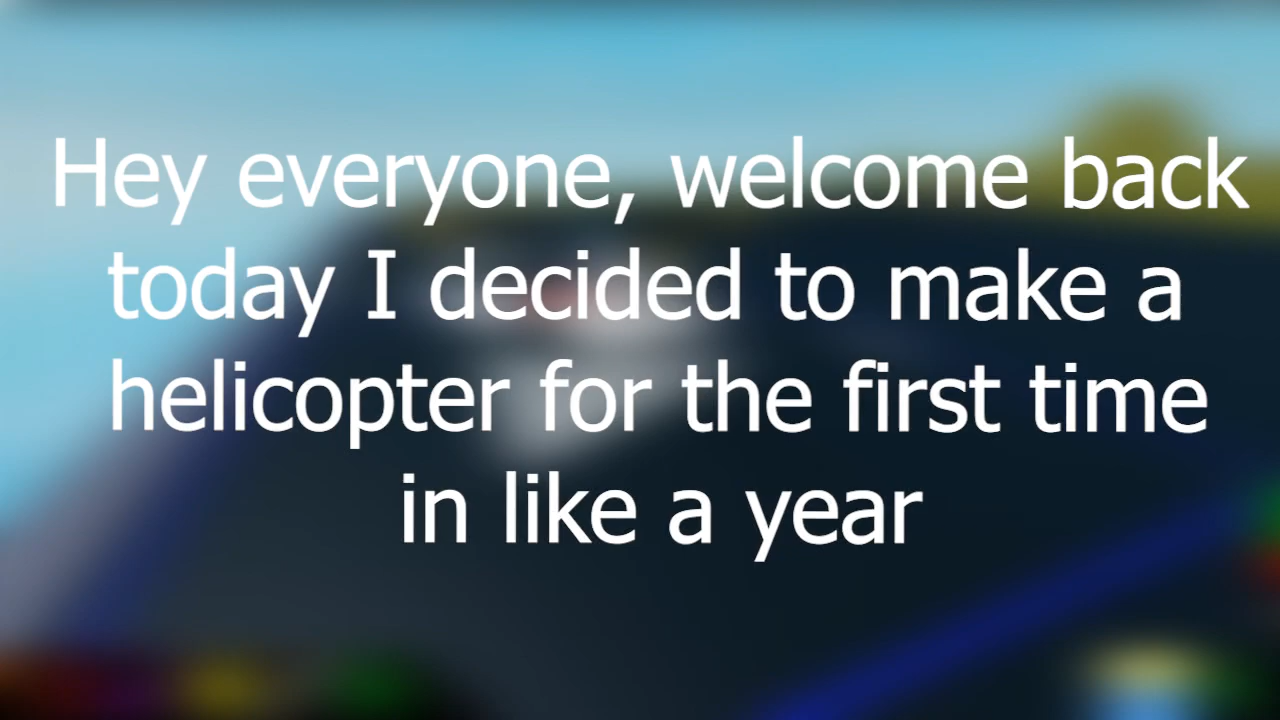 Hey everyone, welcome back
today I decided to make a
helicopter for the first time
in like a year